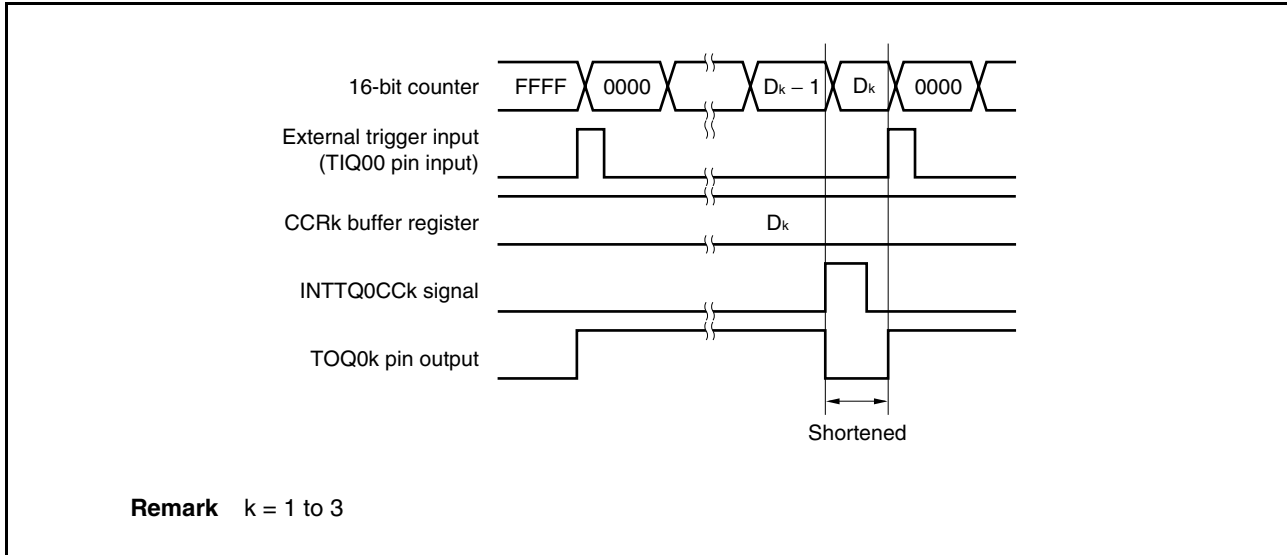 16-bit counter FFFF 0000 Dk − 1 Dk 0000
External trigger input
(TIQ00 pin input)
CCRk buffer register Dk
INTTQ0CCk signal
TOQ0k pin output
Shortened
Remark k = 1 to 3